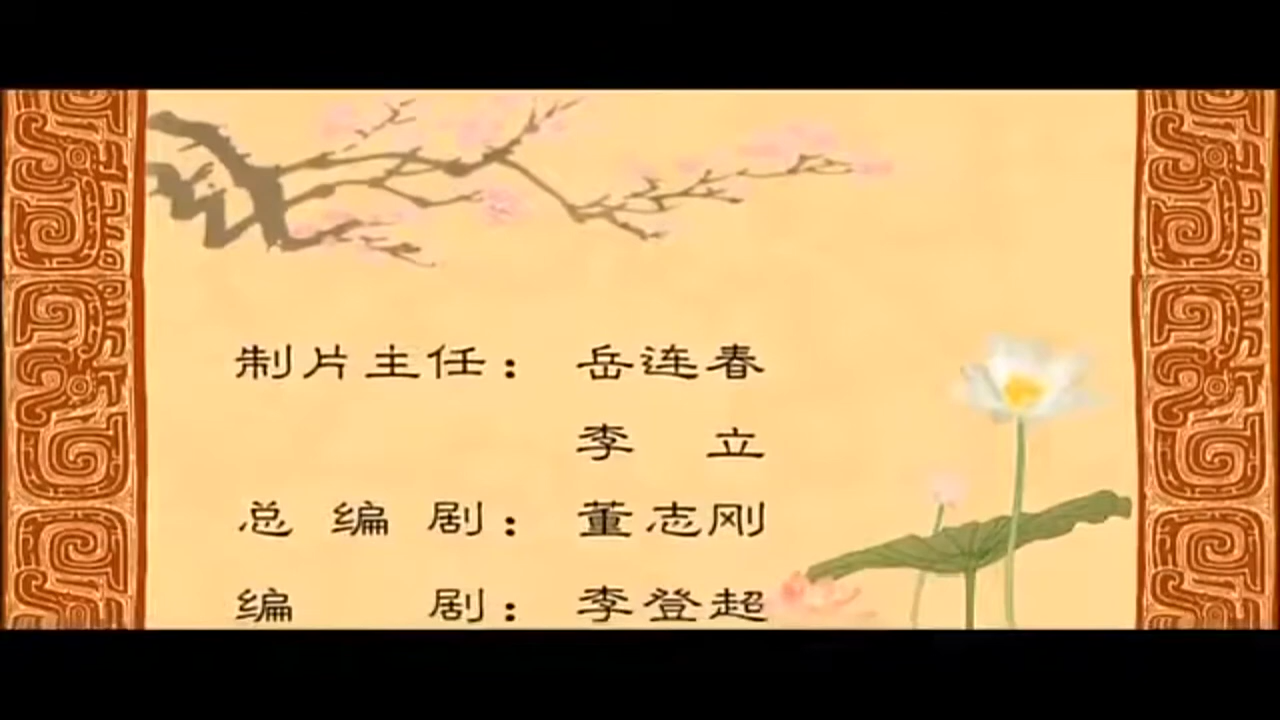 制片主任：岳连春
李 立
总编剧：董志刚
编 剧：李登超